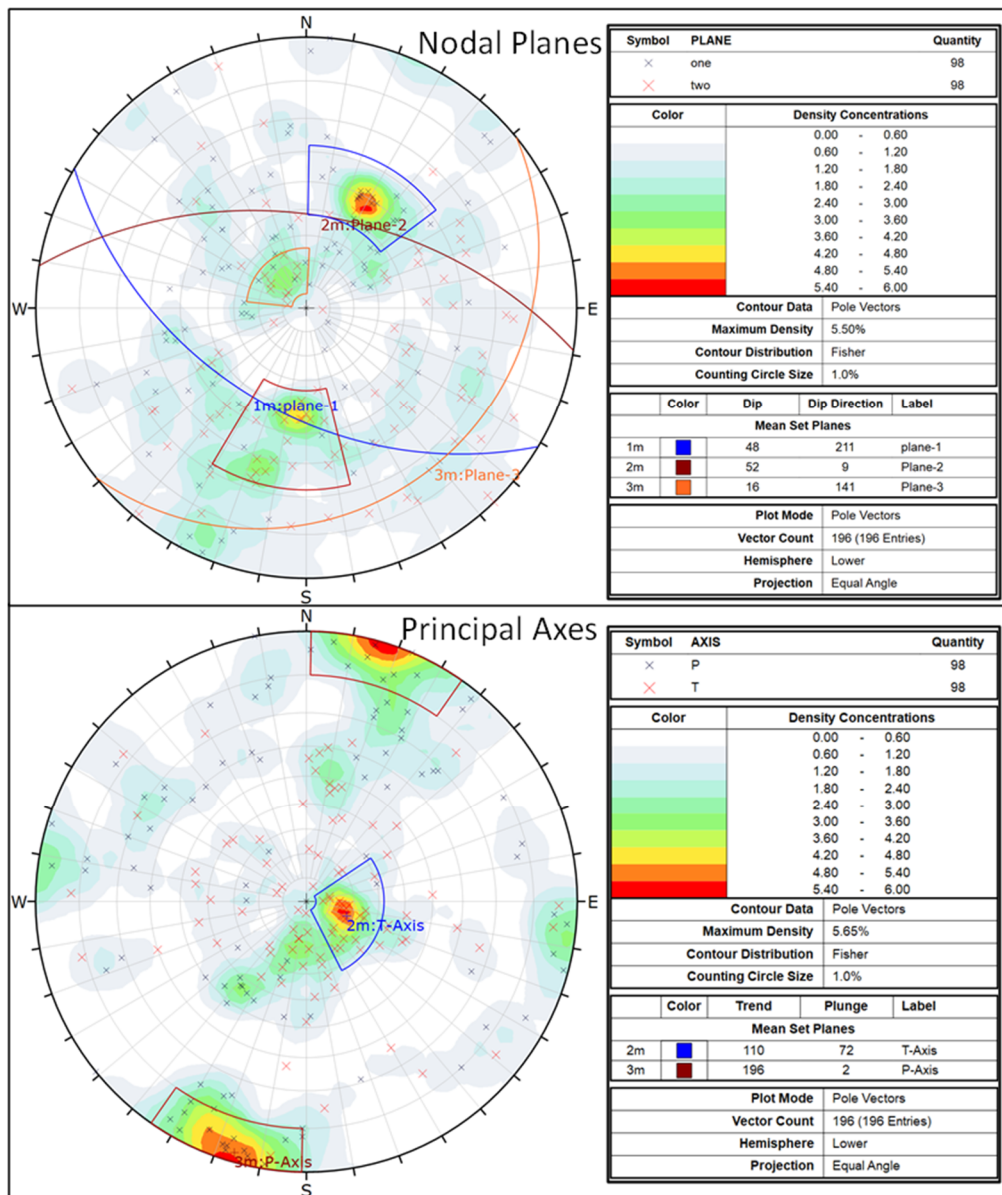 Nodal Planes
N
W
E
S
2m:Plane-2
1m:plane-1
3m:Plane-3
Symbol PLANE Quantity
one 98
two 98
Color Density Concentrations
0.00 - 0.60
0.60 - 1.20
1.20 - 1.80
1.80 - 2.40
2.40 - 3.00
3.00 - 3.60
3.60 - 4.20
4.20 - 4.80
4.80 - 5.40
5.40 - 6.00
Contour Data Pole Vectors
Maximum Density 5.50%
Contour Distribution Fisher
Counting Circle Size 1.0%
Color Dip Dip Direction Label
Mean Set Planes
1m 48 211 plane-1
2m 52 9 Plane-2
3m 16 141 Plane-3
Plot Mode Pole Vectors
Vector Count 196 (196 Entries)
Hemisphere Lower
Projection Equal Angle
Principal Axes
N
W
E
S
2m:T-Axis
3m:P-Axis
Symbol AXIS Quantity
P 98
T 98
Color Density Concentrations
0.00 - 0.60
0.60 - 1.20
1.20 - 1.80
1.80 - 2.40
2.40 - 3.00
3.00 - 3.60
3.60 - 4.20
4.20 - 4.80
4.80 - 5.40
5.40 - 6.00
Contour Data Pole Vectors
Maximum Density 5.65%
Contour Distribution Fisher
Counting Circle Size 1.0%
Color Trend Plunge Label
Mean Set Planes
2m 110 72 T-Axis
3m 196 2 P-Axis
Plot Mode Pole Vectors
Vector Count 196 (196 Entries)
Hemisphere Lower
Projection Equal Angle